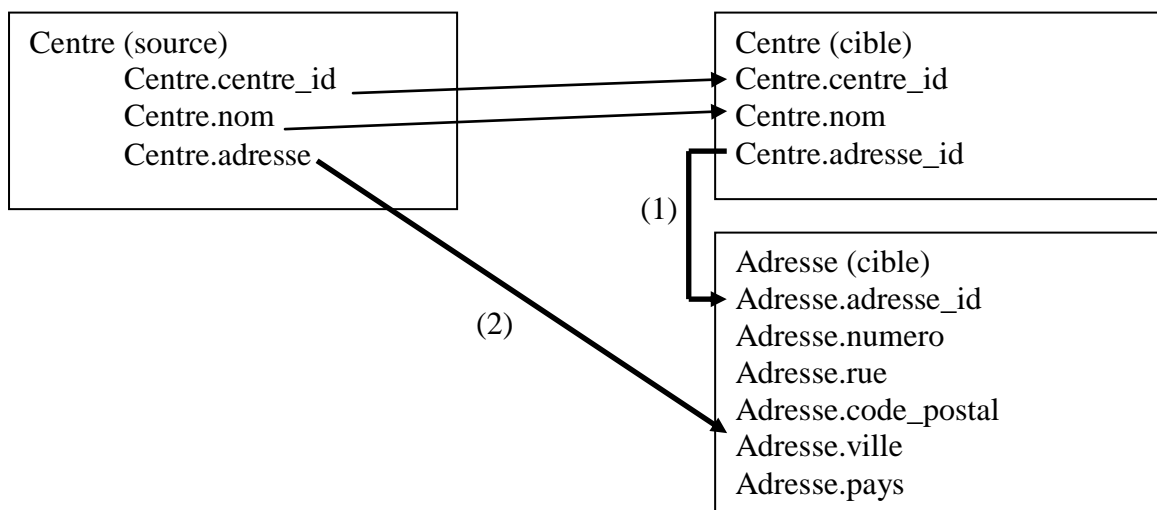 Centre (source)
Centre.centre_id
Centre.nom
Centre.adresse
Centre (cible)
Centre.centre_id
Centre.nom
Centre.adresse_id
(1)
(2)
Adresse (cible)
Adresse.adresse_id
Adresse.numero
Adresse.rue
Adresse.code_postal
Adresse.ville
Adresse.pays